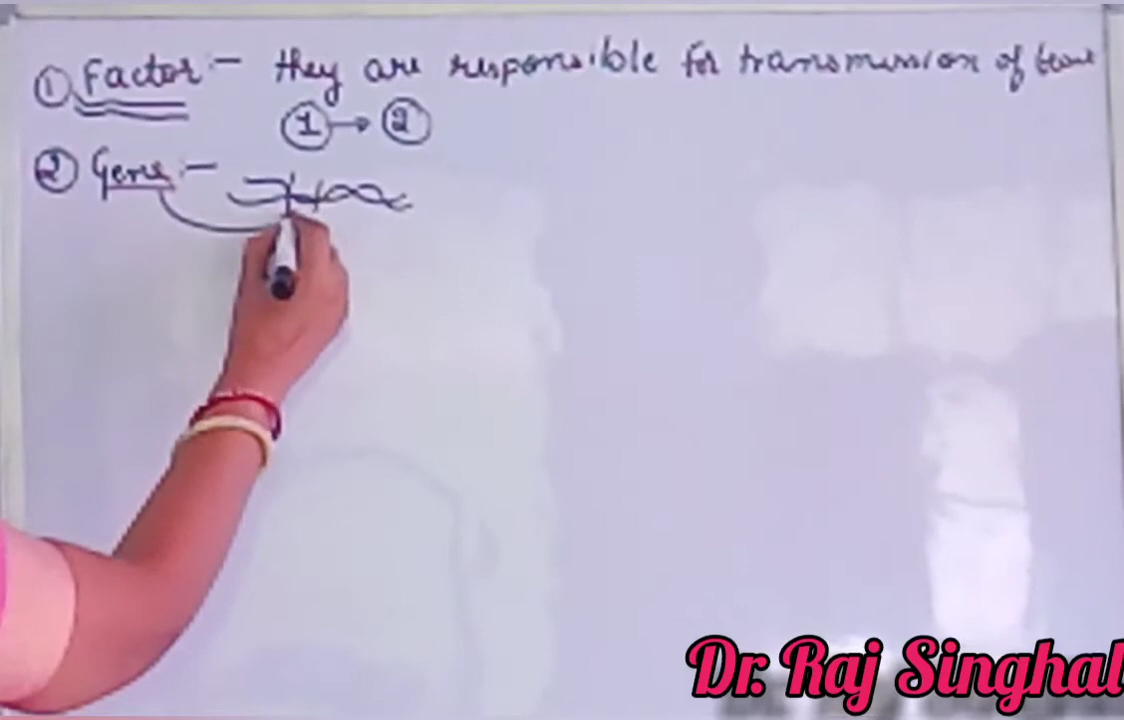 ① Factor :- they are responsible for transmission of
① → ②
② Gene :-
Dr. Raj Singhal